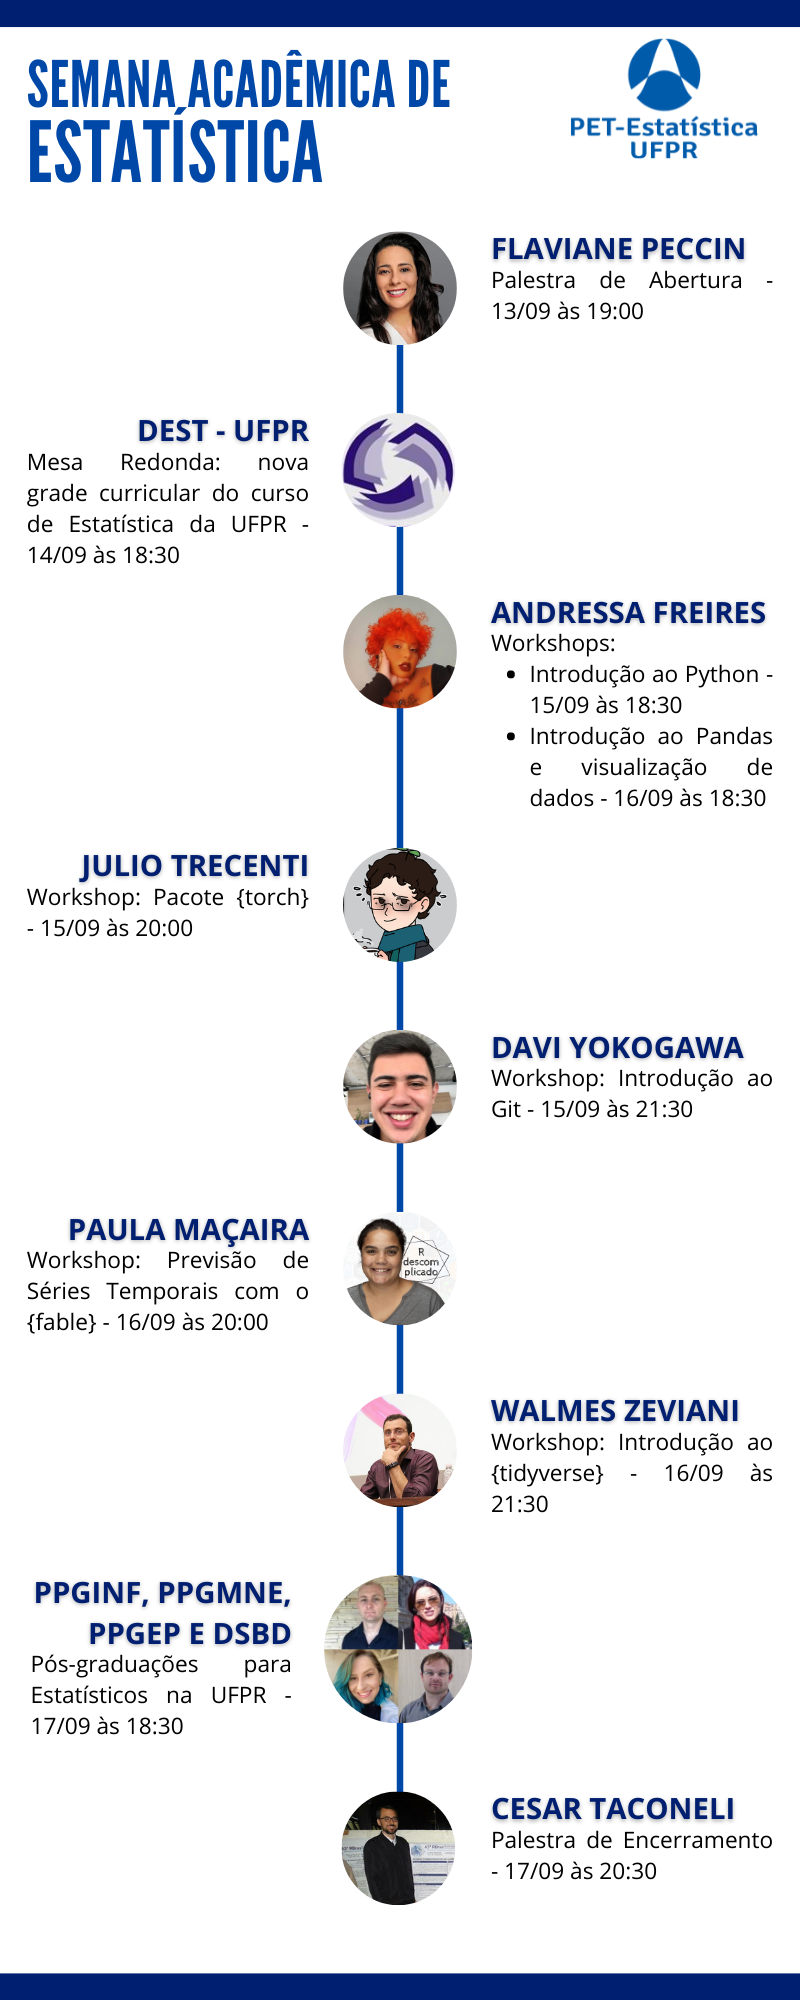 SEMANA ACADÊMICA DE
ESTATÍSTICA
PET-Estatística
UFPR
FLAVIANE PECCIN
Palestra de Abertura -
13/09 às 19:00
DEST - UFPR
Mesa Redonda: nova
grade curricular do curso
de Estatística da UFPR -
14/09 às 18:30
ANDRESSA FREIRES
Workshops:
• Introdução ao Python -
15/09 às 18:30
• Introdução ao Pandas
e visualização de
dados - 16/09 às 18:30
JULIO TRECENTI
Workshop: Pacote {torch}
- 15/09 às 20:00
DAVI YOKOGAWA
Workshop: Introdução ao
Git - 15/09 às 21:30
PAULA MAÇAIRA
Workshop: Previsão de
Séries Temporais com o
{fable} - 16/09 às 20:00
R
descom
plicado
WALMES ZEVIANI
Workshop: Introdução ao
{tidyverse} - 16/09 às
21:30
PPGINF, PPGMNE,
PPGEP E DSBD
Pós-graduações para
Estatísticos na UFPR -
17/09 às 18:30
CESAR TACONELI
Palestra de Encerramento
- 17/09 às 20:30